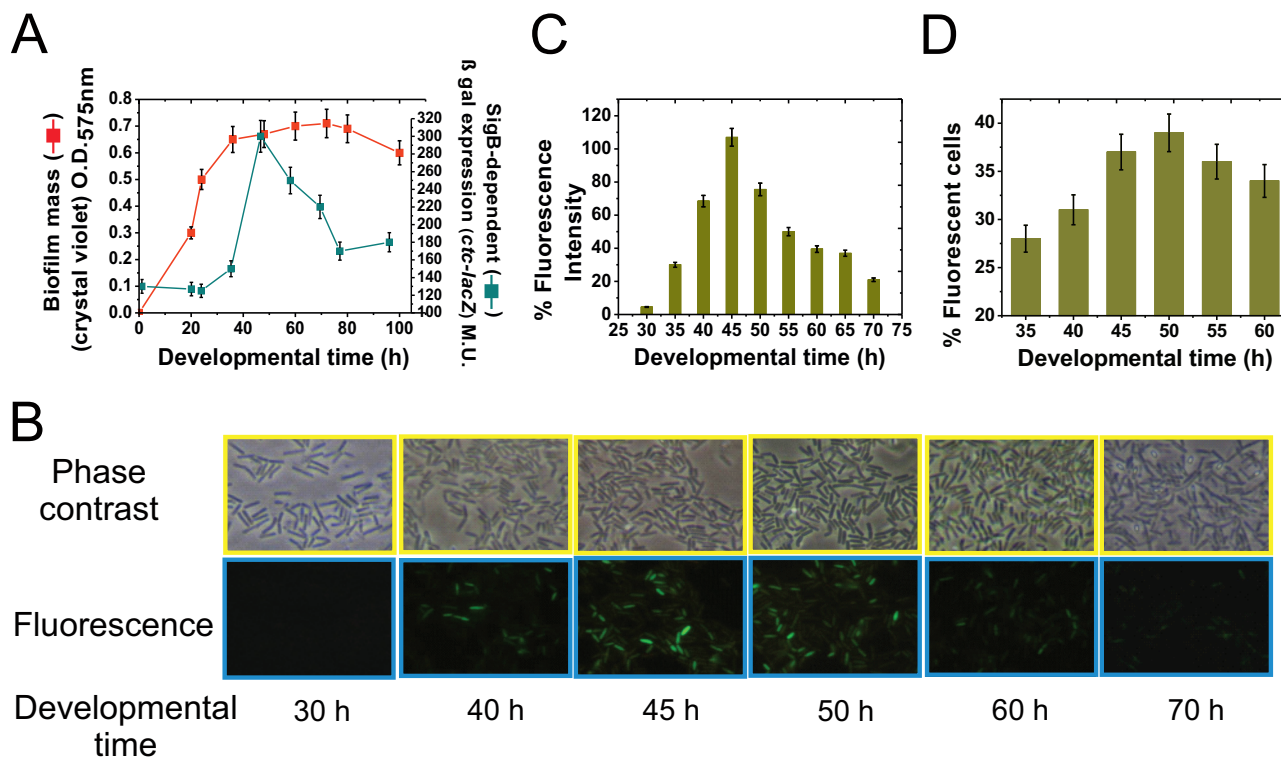 A
Biofilm mass ( )
(crystal violet) O.D.575nm
0.8
0.7
0.6
0.5
0.4
0.3
0.2
0.1
0.0
0 20 40 60 80 100
Developmental time (h)
320
300
280
260
240
220
200
180
160
140
120
100
SigB-dependent ( )
ß gal expression (ctc-lacZ) M.U.
C
% Fluorescence
Intensity
120
100
80
60
40
20
0
25 30 35 40 45 50 55 60 65 70 75
Developmental time (h)
D
% Fluorescent cells
40
35
30
25
20
35 40 45 50 55 60
Developmental time (h)
B
Phase
contrast
Fluorescence
Developmental
time
30 h 40 h 45 h 50 h 60 h 70 h